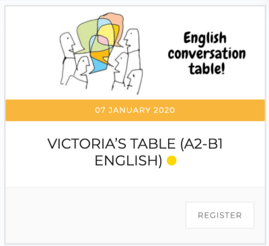 English
conversation
table!
07 JANUARY 2020
VICTORIA'S TABLE (A2-B1
ENGLISH)
REGISTER